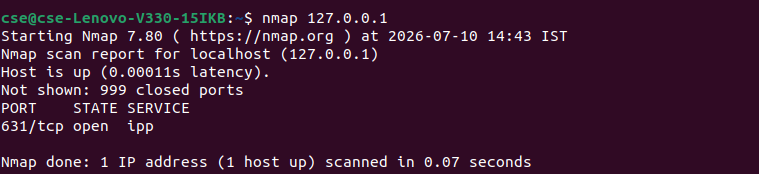 cse@cse-Lenovo-V330-15IKB:~$ nmap 127.0.0.1
Starting Nmap 7.80 ( https://nmap.org ) at 2026-07-10 14:43 IST
Nmap scan report for localhost (127.0.0.1)
Host is up (0.00011s latency).
Not shown: 999 closed ports
PORT    STATE SERVICE
631/tcp open  ipp
Nmap done: 1 IP address (1 host up) scanned in 0.07 seconds